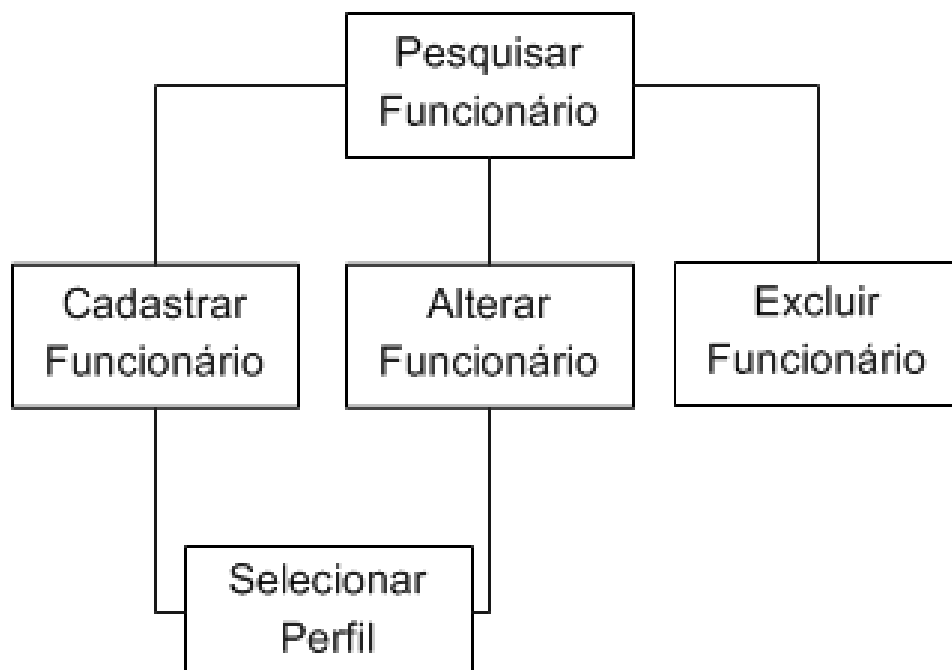 Pesquisar
Funcionário
Cadastrar
Funcionário
Alterar
Funcionário
Excluir
Funcionário
Selecionar
Perfil